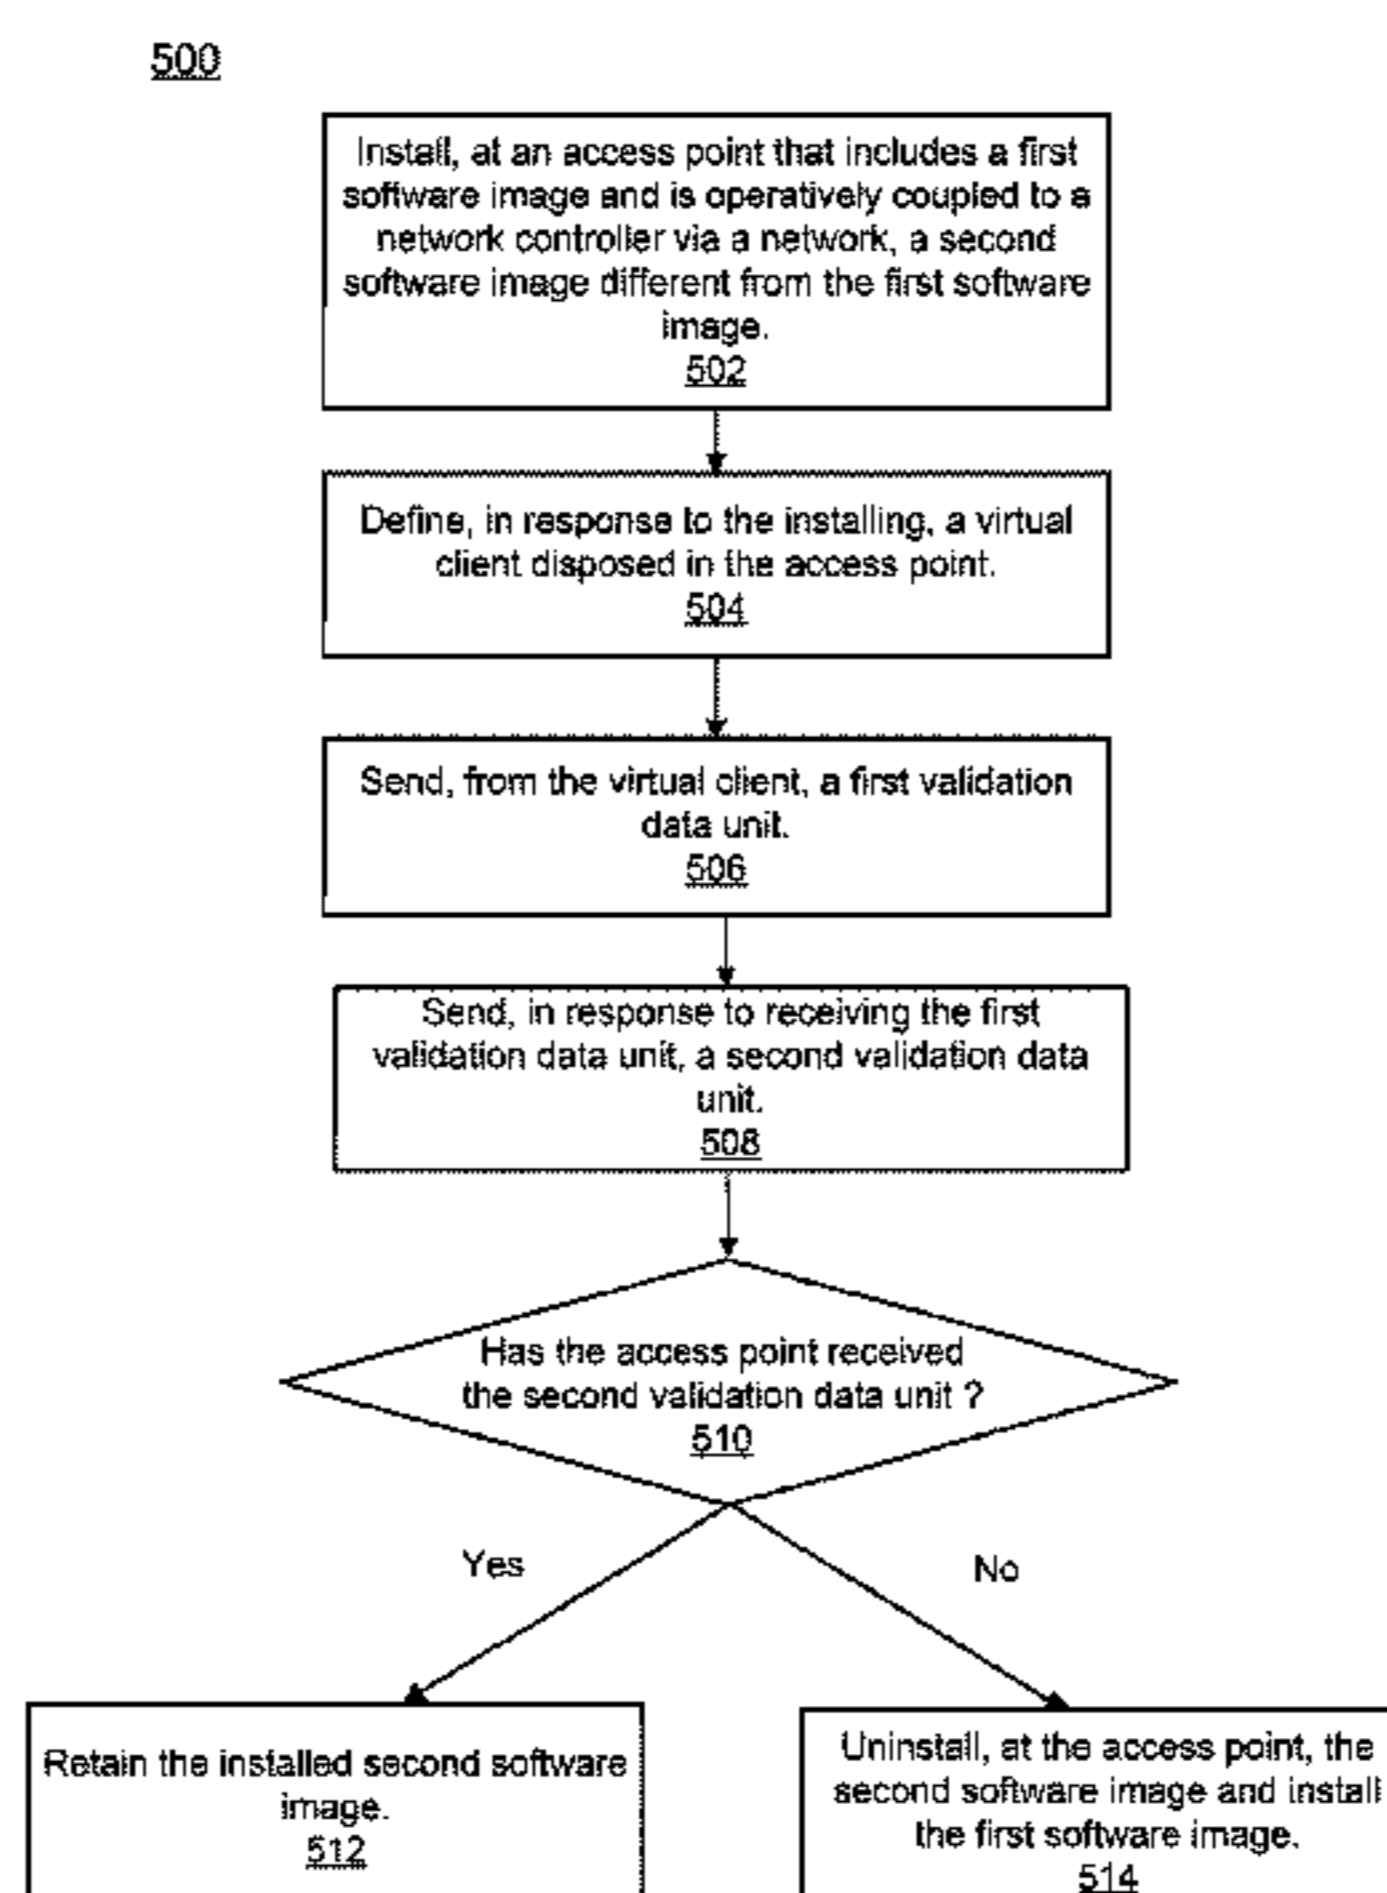 500
Install, at an access point that includes a first
software image and is operatively coupled to a
network controller via a network, a second
software image different from the first software
image.
502
Define, in response to the installing, a virtual
client disposed in the access point.
504
Send, from the virtual client, a first validation
data unit.
506
Send, in response to receiving the first
validation data unit, a second validation data
unit.
508
Has the access point received
the second validation data unit ?
510
Yes
No
Retain the installed second software
image.
512
Uninstall, at the access point, the
second software image and install
the first software image.
514